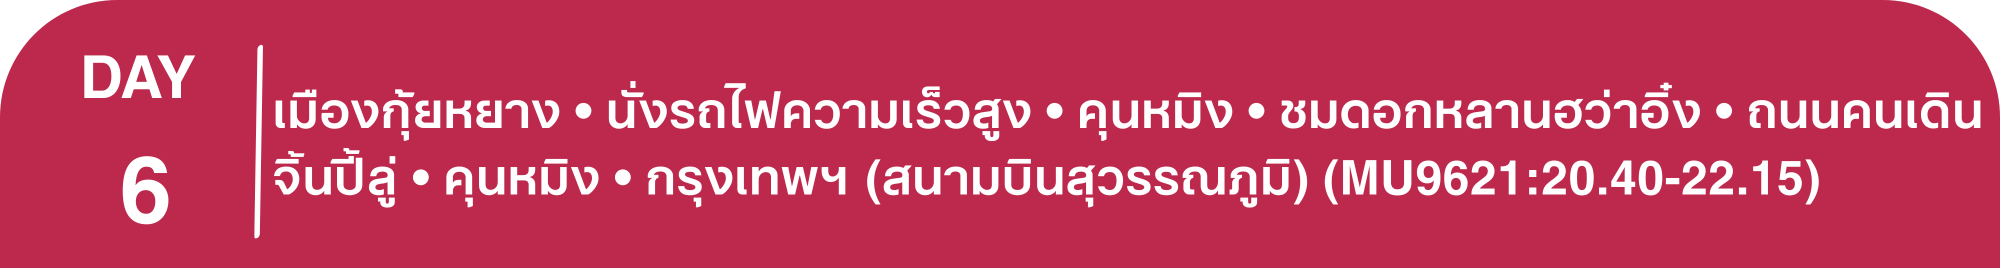 DAY
6
เมืองกุ้ยหยาง • นั่งรถไฟความเร็วสูง • คุนหมิง • ชมดอกหลานฮว่าอิ๋ง • ถนนคนเดิน
จิ้นปี้ลู่ • คุนหมิง • กรุงเทพฯ (สนามบินสุวรรณภูมิ) (MU9621:20.40-22.15)